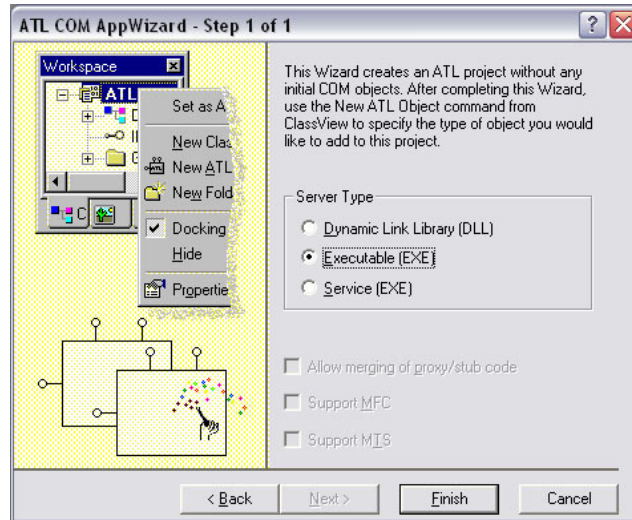 ATL COM AppWizard - Step 1 of 1
Workspace
ATL
Set as A
New Clas
New ATL
New Fold
Docking
Hide
Propertie
This Wizard creates an ATL project without any
initial COM objects. After completing this Wizard,
use the New ATL Object command from
ClassView to specify the type of object you would
like to add to this project.
Server Type
Dynamic Link Library (DLL)
Executable (EXE)
Service (EXE)
Allow merging of proxy/stub code
Support MFC
Support MTS
< Back
Next >
Finish
Cancel